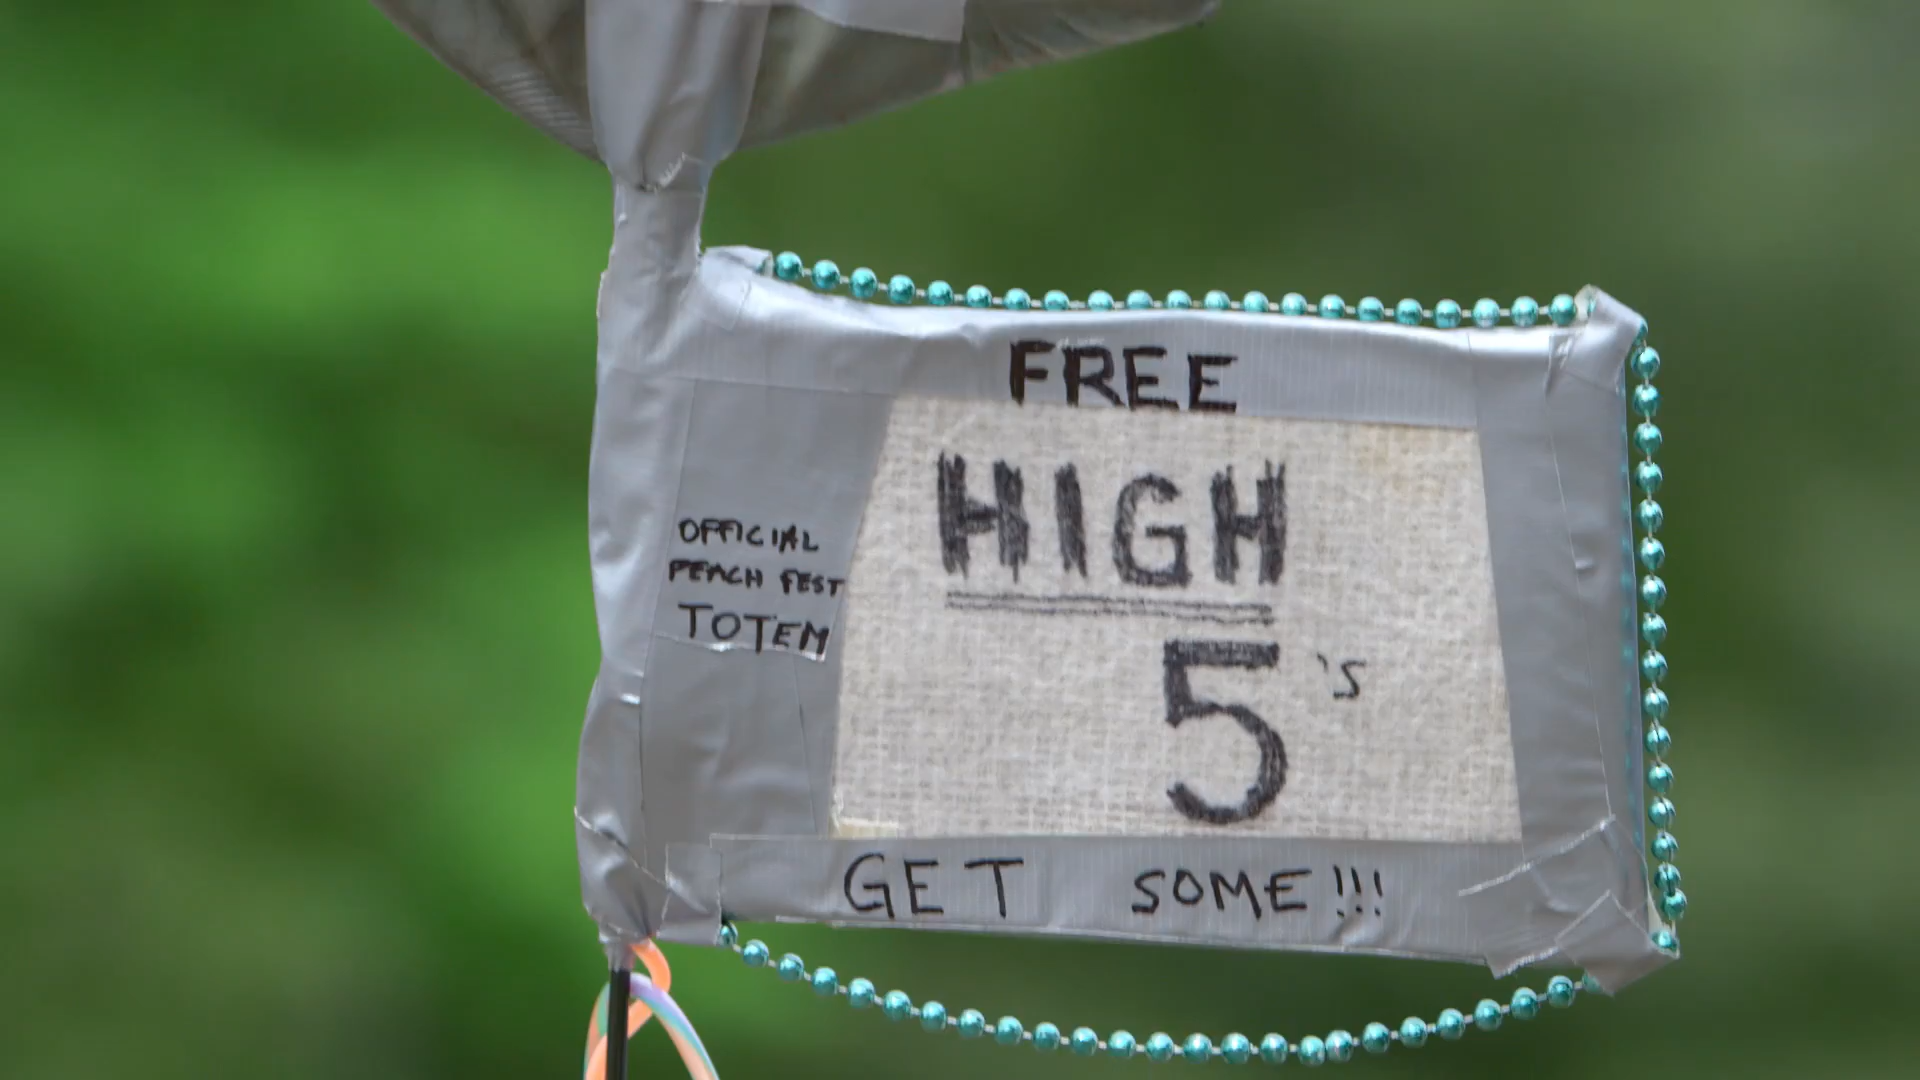 FREE
HIGH
5's
GET SOME!!!
OFFICIAL
PEACH FEST
TOTEM